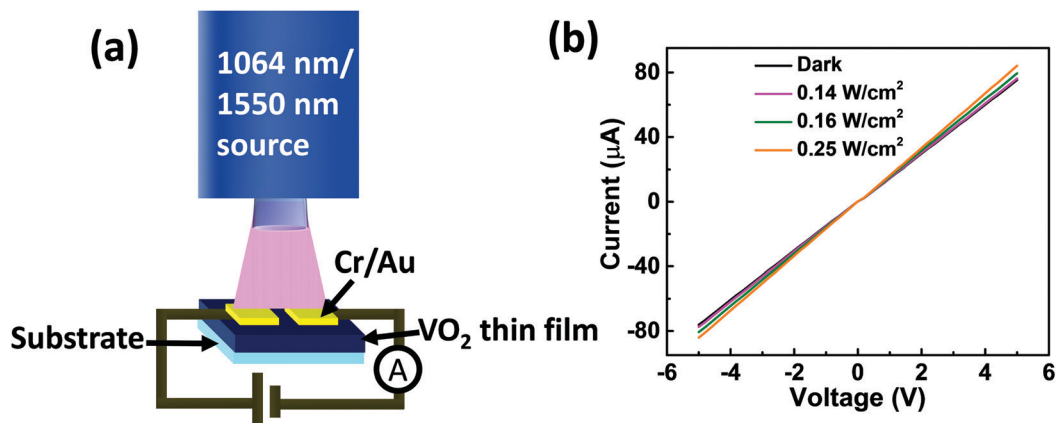 (a)
1064 nm/
1550 nm
source
Cr/Au
Substrate
VO₂ thin film
A
(b)
Dark
0.14 W/cm²
0.16 W/cm²
0.25 W/cm²
Current (μA)
80
40
0
-40
-80
-6 -4 -2 0 2 4 6
Voltage (V)